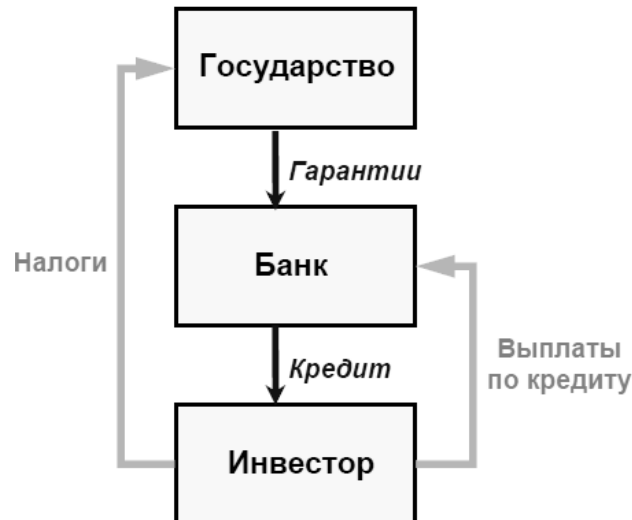 Государство
Гарантии
Налоги
Банк
Кредит
Выплаты
по кредиту
Инвестор